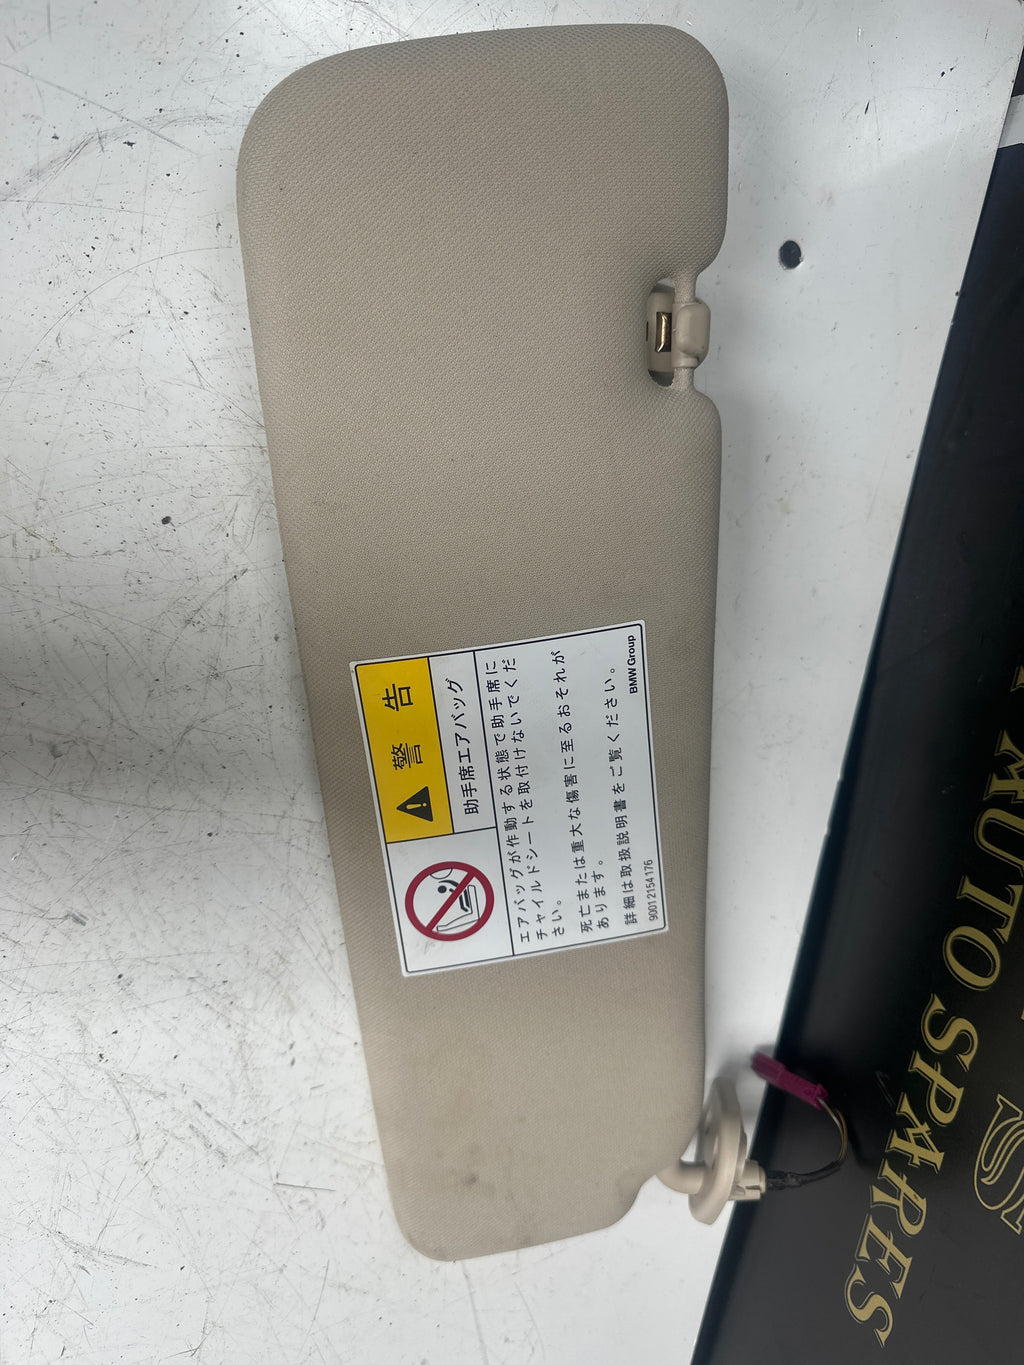 警告
助手席エアバッグ
エアバッグが作動する状態で助手席に
チャイルドシートを取付けないでくだ
さい。
死亡または重大な傷害に至るおそれが
あります。
詳細は取扱説明書をご覧ください。
90012154176
BMW Group
AUTO SPARES